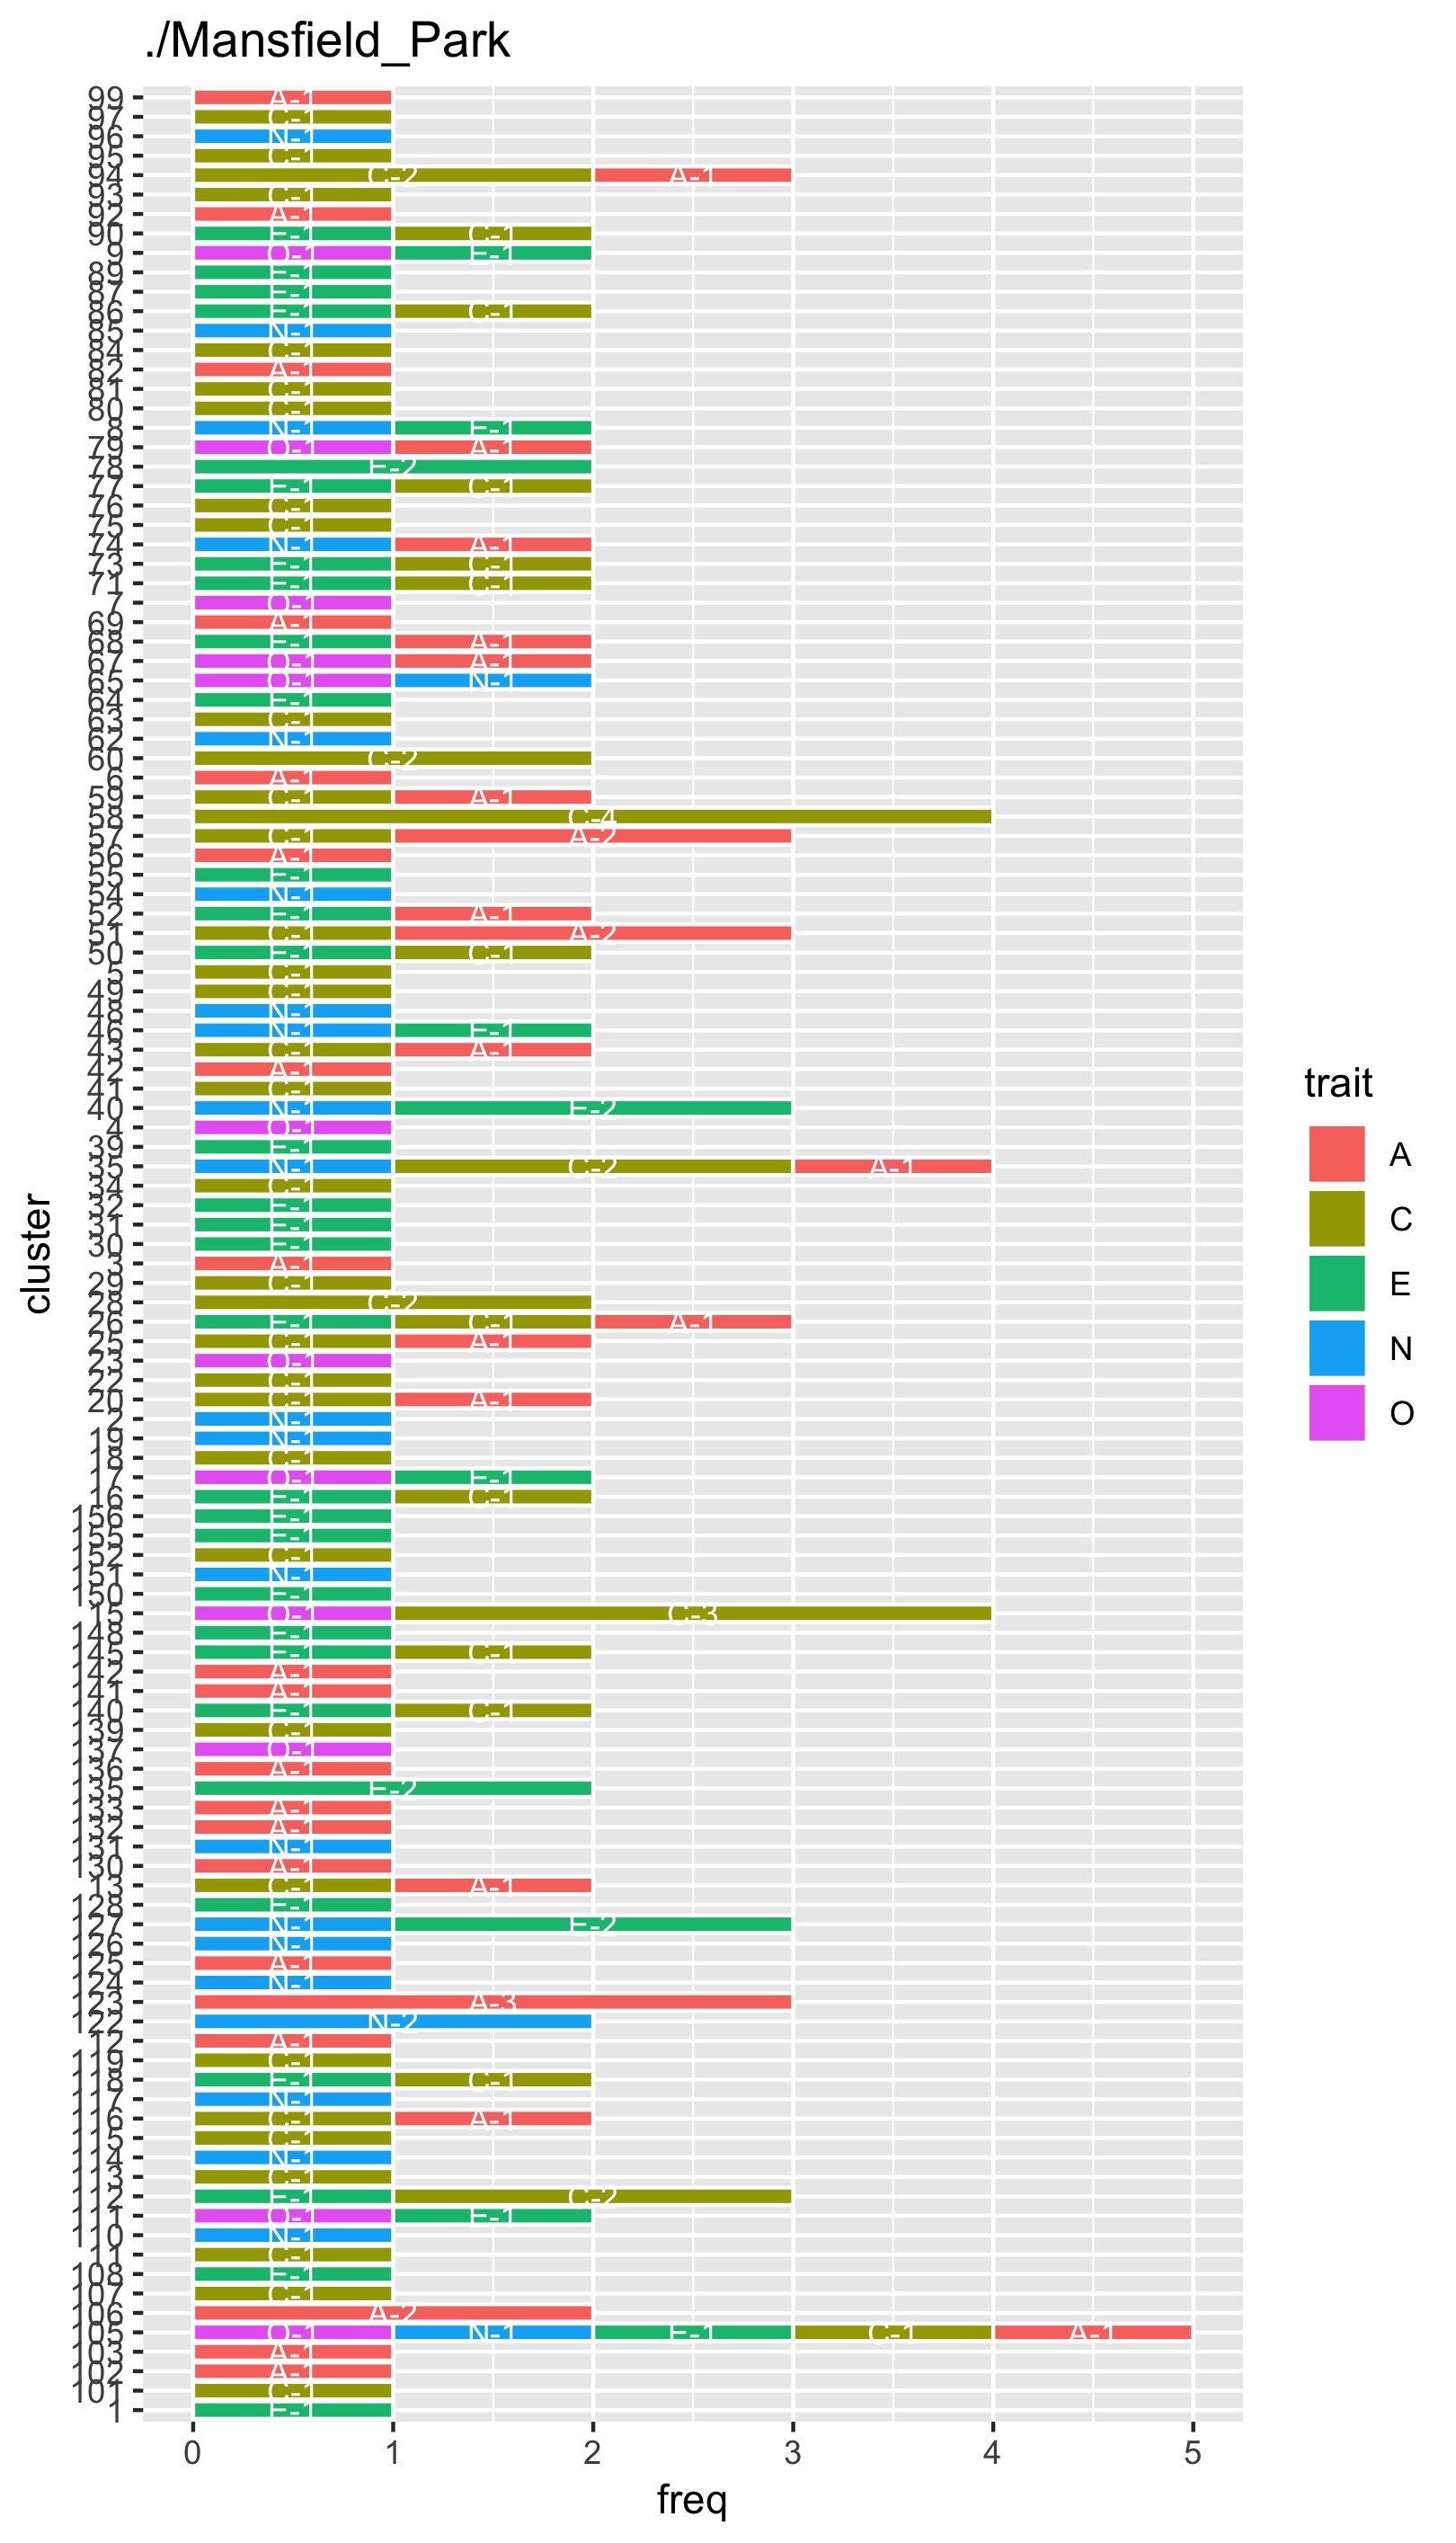 ./Mansfield_Park
99 A-1
97 C-1
96 N-1
95 C-1
94 C-2 A-1
93 C-1
92 A-1
90 E-1 C-1
9 O-1 E-1
89 E-1
87 E-1
86 E-1 C-1
85 N-1
84 C-1
82 A-1
81 C-1
80 C-1
8 N-1 E-1
79 O-1 A-1
78 E-2
77 E-1 C-1
76 C-1
75 C-1
74 N-1 A-1
73 E-1 C-1
71 E-1 C-1
7 O-1
69 A-1
68 E-1 A-1
67 O-1 A-1
65 O-1 N-1
64 E-1
63 C-1
62 N-1
60 C-2
6 A-1
59 C-1 A-1
58 C-4
57 C-1 A-2
56 A-1
55 E-1
54 N-1
52 E-1 A-1
51 C-1 A-2
50 E-1 C-1
5 C-1
49 C-1
48 N-1
46 N-1 E-1
43 C-1 A-1
42 A-1
41 C-1
40 N-1 E-2
4 O-1
39 E-1
35 N-1 C-2 A-1
34 C-1
32 E-1
31 E-1
30 E-1
3 A-1
29 C-1
28 C-2
26 E-1 C-1 A-1
25 C-1 A-1
23 O-1
22 C-1
20 C-1 A-1
2 N-1
19 N-1
18 C-1
17 O-1 E-1
16 E-1 C-1
156 E-1
155 E-1
152 C-1
151 N-1
150 E-1
15 O-1 C-3
148 E-1
145 E-1 C-1
142 A-1
141 A-1
140 E-1 C-1
139 C-1
137 O-1
136 A-1
135 E-2
133 A-1
132 A-1
131 N-1
130 A-1
13 C-1 A-1
128 E-1
127 N-1 E-2
126 N-1
125 A-1
124 N-1
123 A-3
122 N-2
12 A-1
119 C-1
118 E-1 C-1
117 N-1
116 C-1 A-1
115 C-1
114 N-1
113 C-1
112 E-1 C-2
111 O-1 E-1
110 N-1
11 C-1
108 E-1
107 C-1
106 A-2
105 O-1 N-1 E-1 C-1 A-1
103 A-1
102 A-1
101 C-1
1 E-1
0 1 2 3 4 5
freq
cluster
trait
A
C
E
N
O